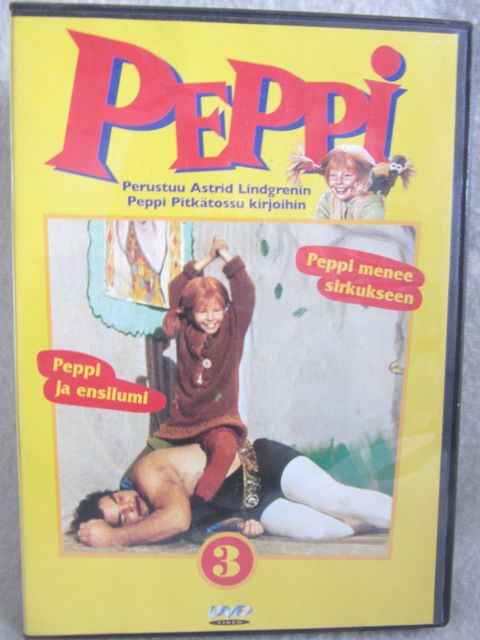 PEPPi
Perustuu Astrid Lindgrenin
Peppi Pitkätossu kirjoihin
Peppi menee
sirkukseen
Peppi
ja ensilumi
3
DVD
VIDEO